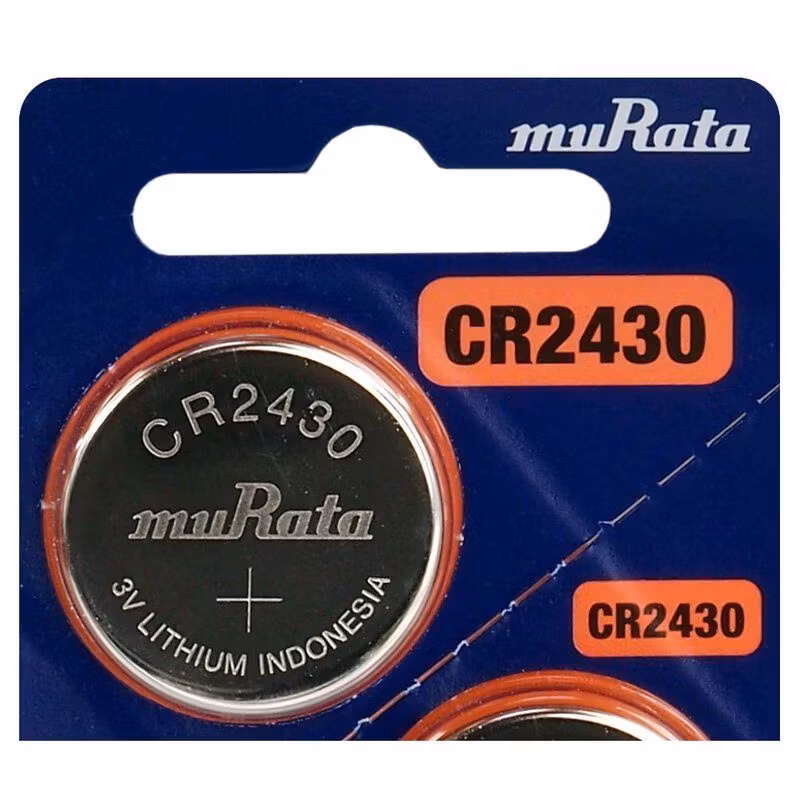 muRata
CR2430
CR2430
muRata
+
3V LITHIUM INDONESIA
CR2430